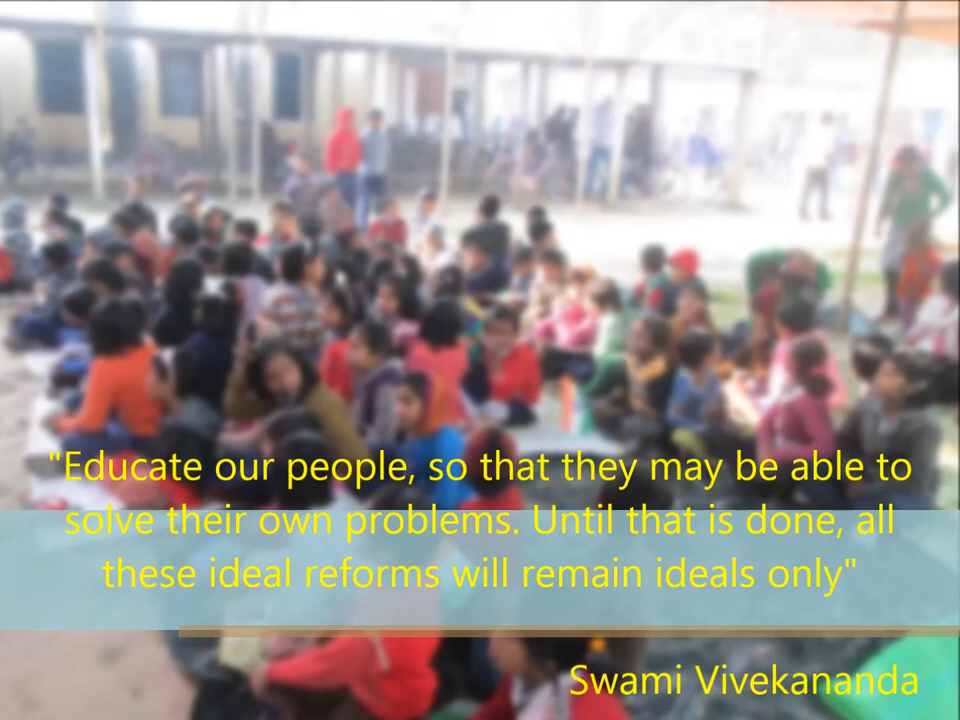 "Educate our people, so that they may be able to
solve their own problems. Until that is done, all
these ideal reforms will remain ideals only"
Swami Vivekananda